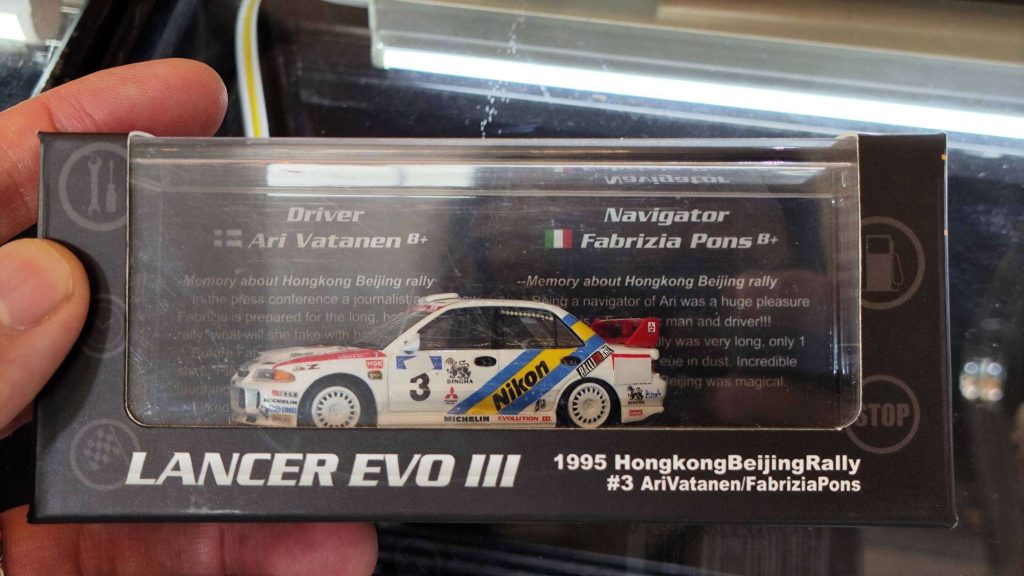 Navigator
Driver
Navigator
Ari Vatanen B+
Fabrizia Pons B+
-Memory about Hongkong Beijing rally
--Memory about Hongkong Beijing rally
In the press conference a journalist
Being a navigator of Ari was a huge pleasure
Fabrizia is prepared for the long,
man and driver!!!
rally what will she take with
was very long, only 1
in dust. Incredible
Beijing was magical.
NGK
3
SINGHA
Nikon
RALLIART
MICHELIN
EVOLUTION III
STOP
LANCER EVO III
1995 HongkongBeijingRally
#3 AriVatanen/FabriziaPons